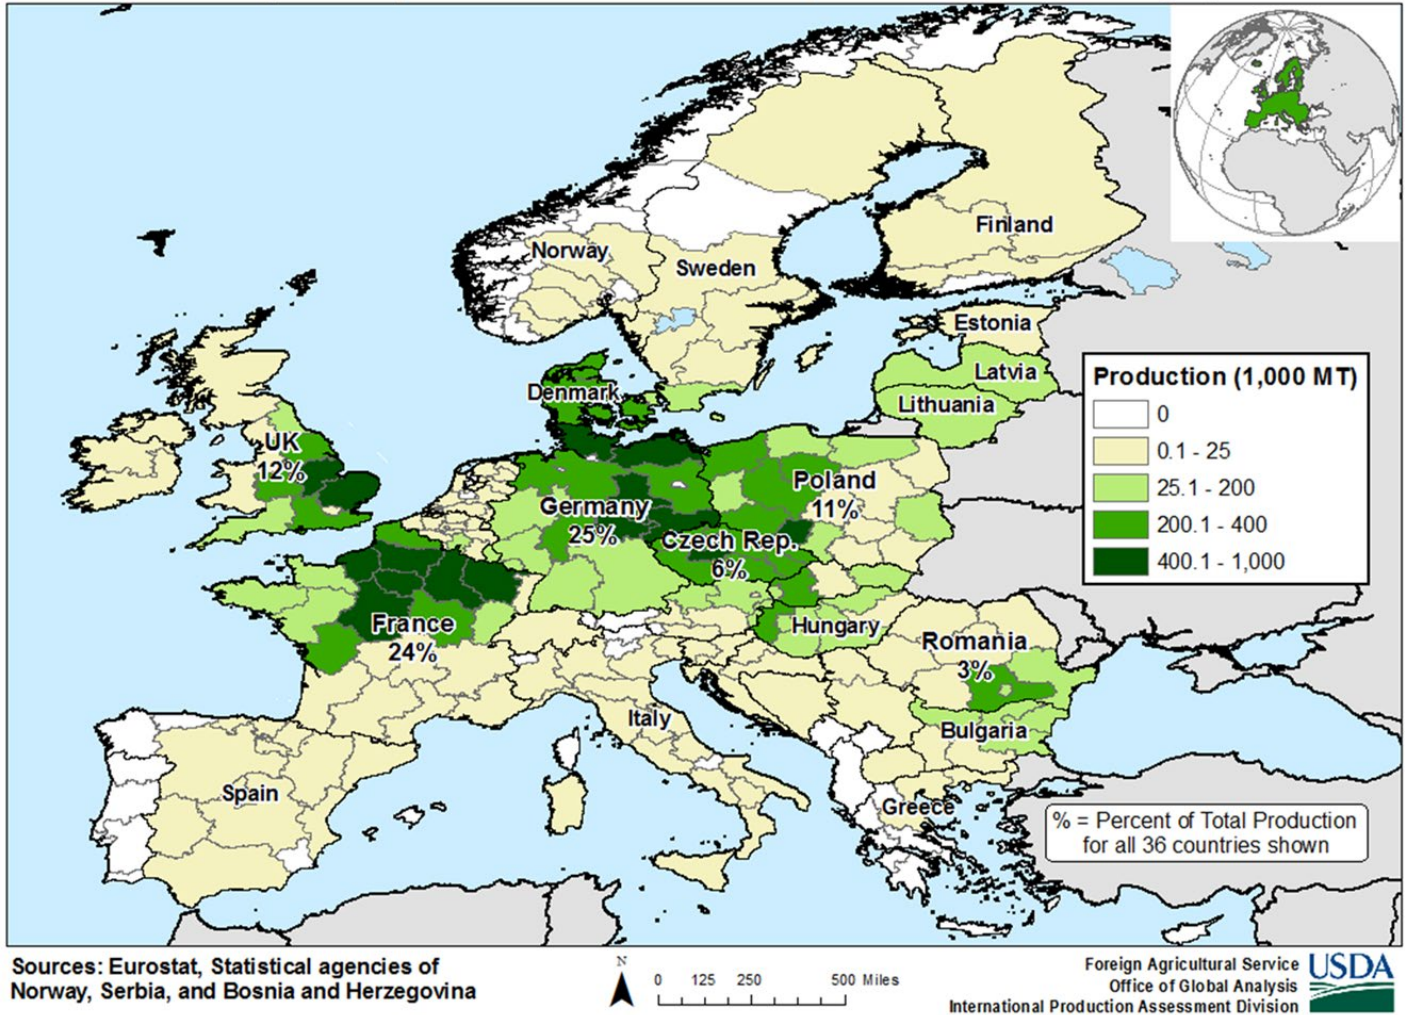 Norway
Sweden
Finland
Estonia
Latvia
Lithuania
Denmark
UK
12%
Germany
25%
Poland
11%
Czech Rep.
6%
France
24%
Hungary
Romania
3%
Bulgaria
Italy
Spain
Greece
Production (1,000 MT)
0
0.1 - 25
25.1 - 200
200.1 - 400
400.1 - 1,000
% = Percent of Total Production
for all 36 countries shown
Sources: Eurostat, Statistical agencies of
Norway, Serbia, and Bosnia and Herzegovina
N
0 125 250 500 Miles
Foreign Agricultural Service
Office of Global Analysis
International Production Assessment Division
USDA